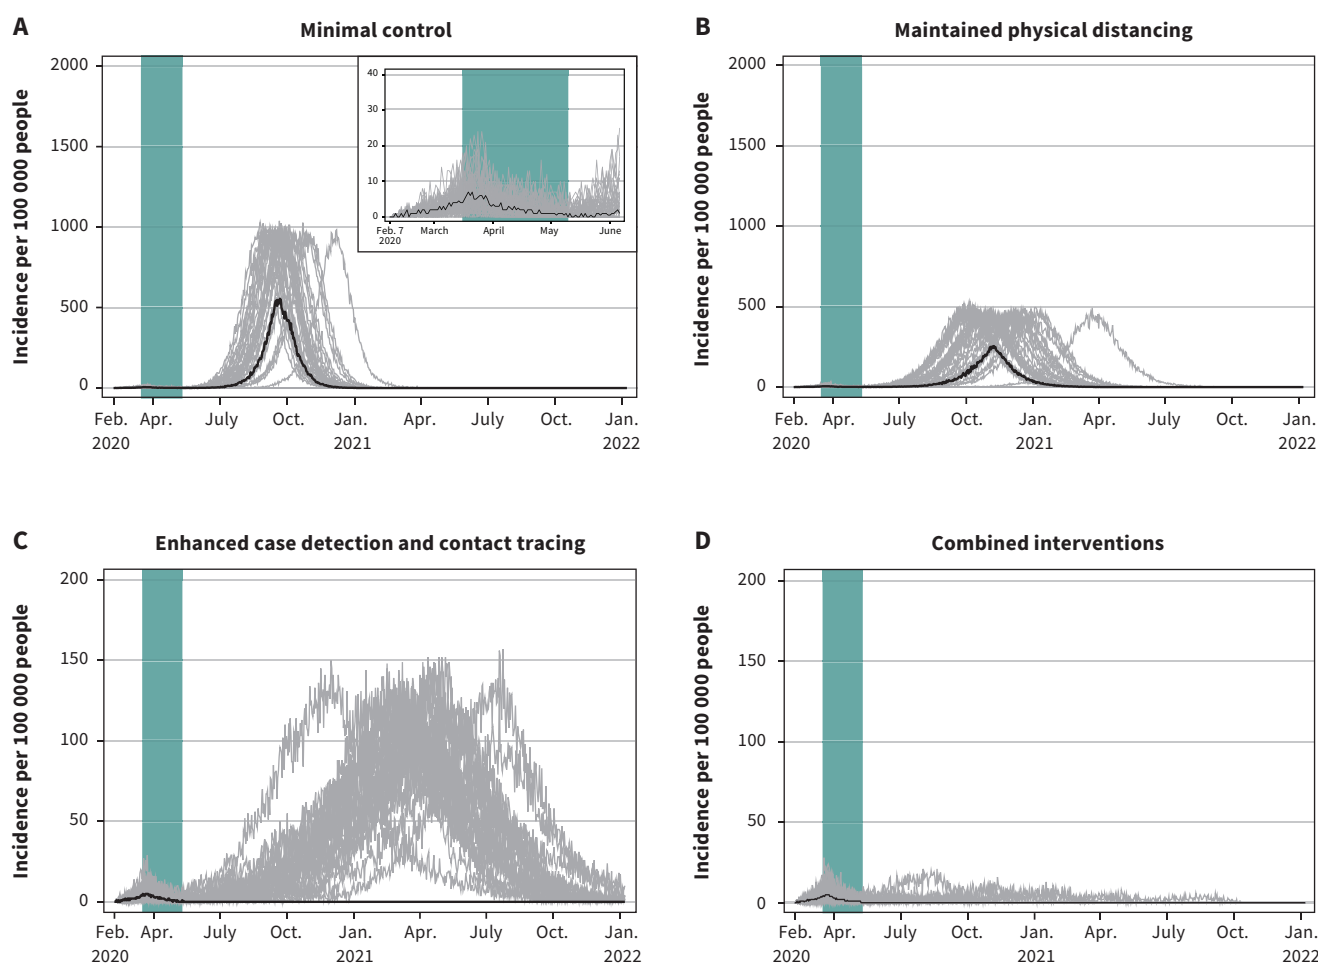 A
Minimal control
Incidence per 100 000 people
2000
1500
1000
500
0
Feb. Apr. July Oct. Jan. Apr. July Oct. Jan.
2020 2021 2022
40
30
20
10
0
Feb. 7 March April May June
2020
B
Maintained physical distancing
Incidence per 100 000 people
2000
1500
1000
500
0
Feb. Apr. July Oct. Jan. Apr. July Oct. Jan.
2020 2021 2022
C
Enhanced case detection and contact tracing
Incidence per 100 000 people
200
150
100
50
0
Feb. Apr. July Oct. Jan. Apr. July Oct. Jan.
2020 2021 2022
D
Combined interventions
Incidence per 100 000 people
200
150
100
50
0
Feb. Apr. July Oct. Jan. Apr. July Oct. Jan.
2020 2021 2022